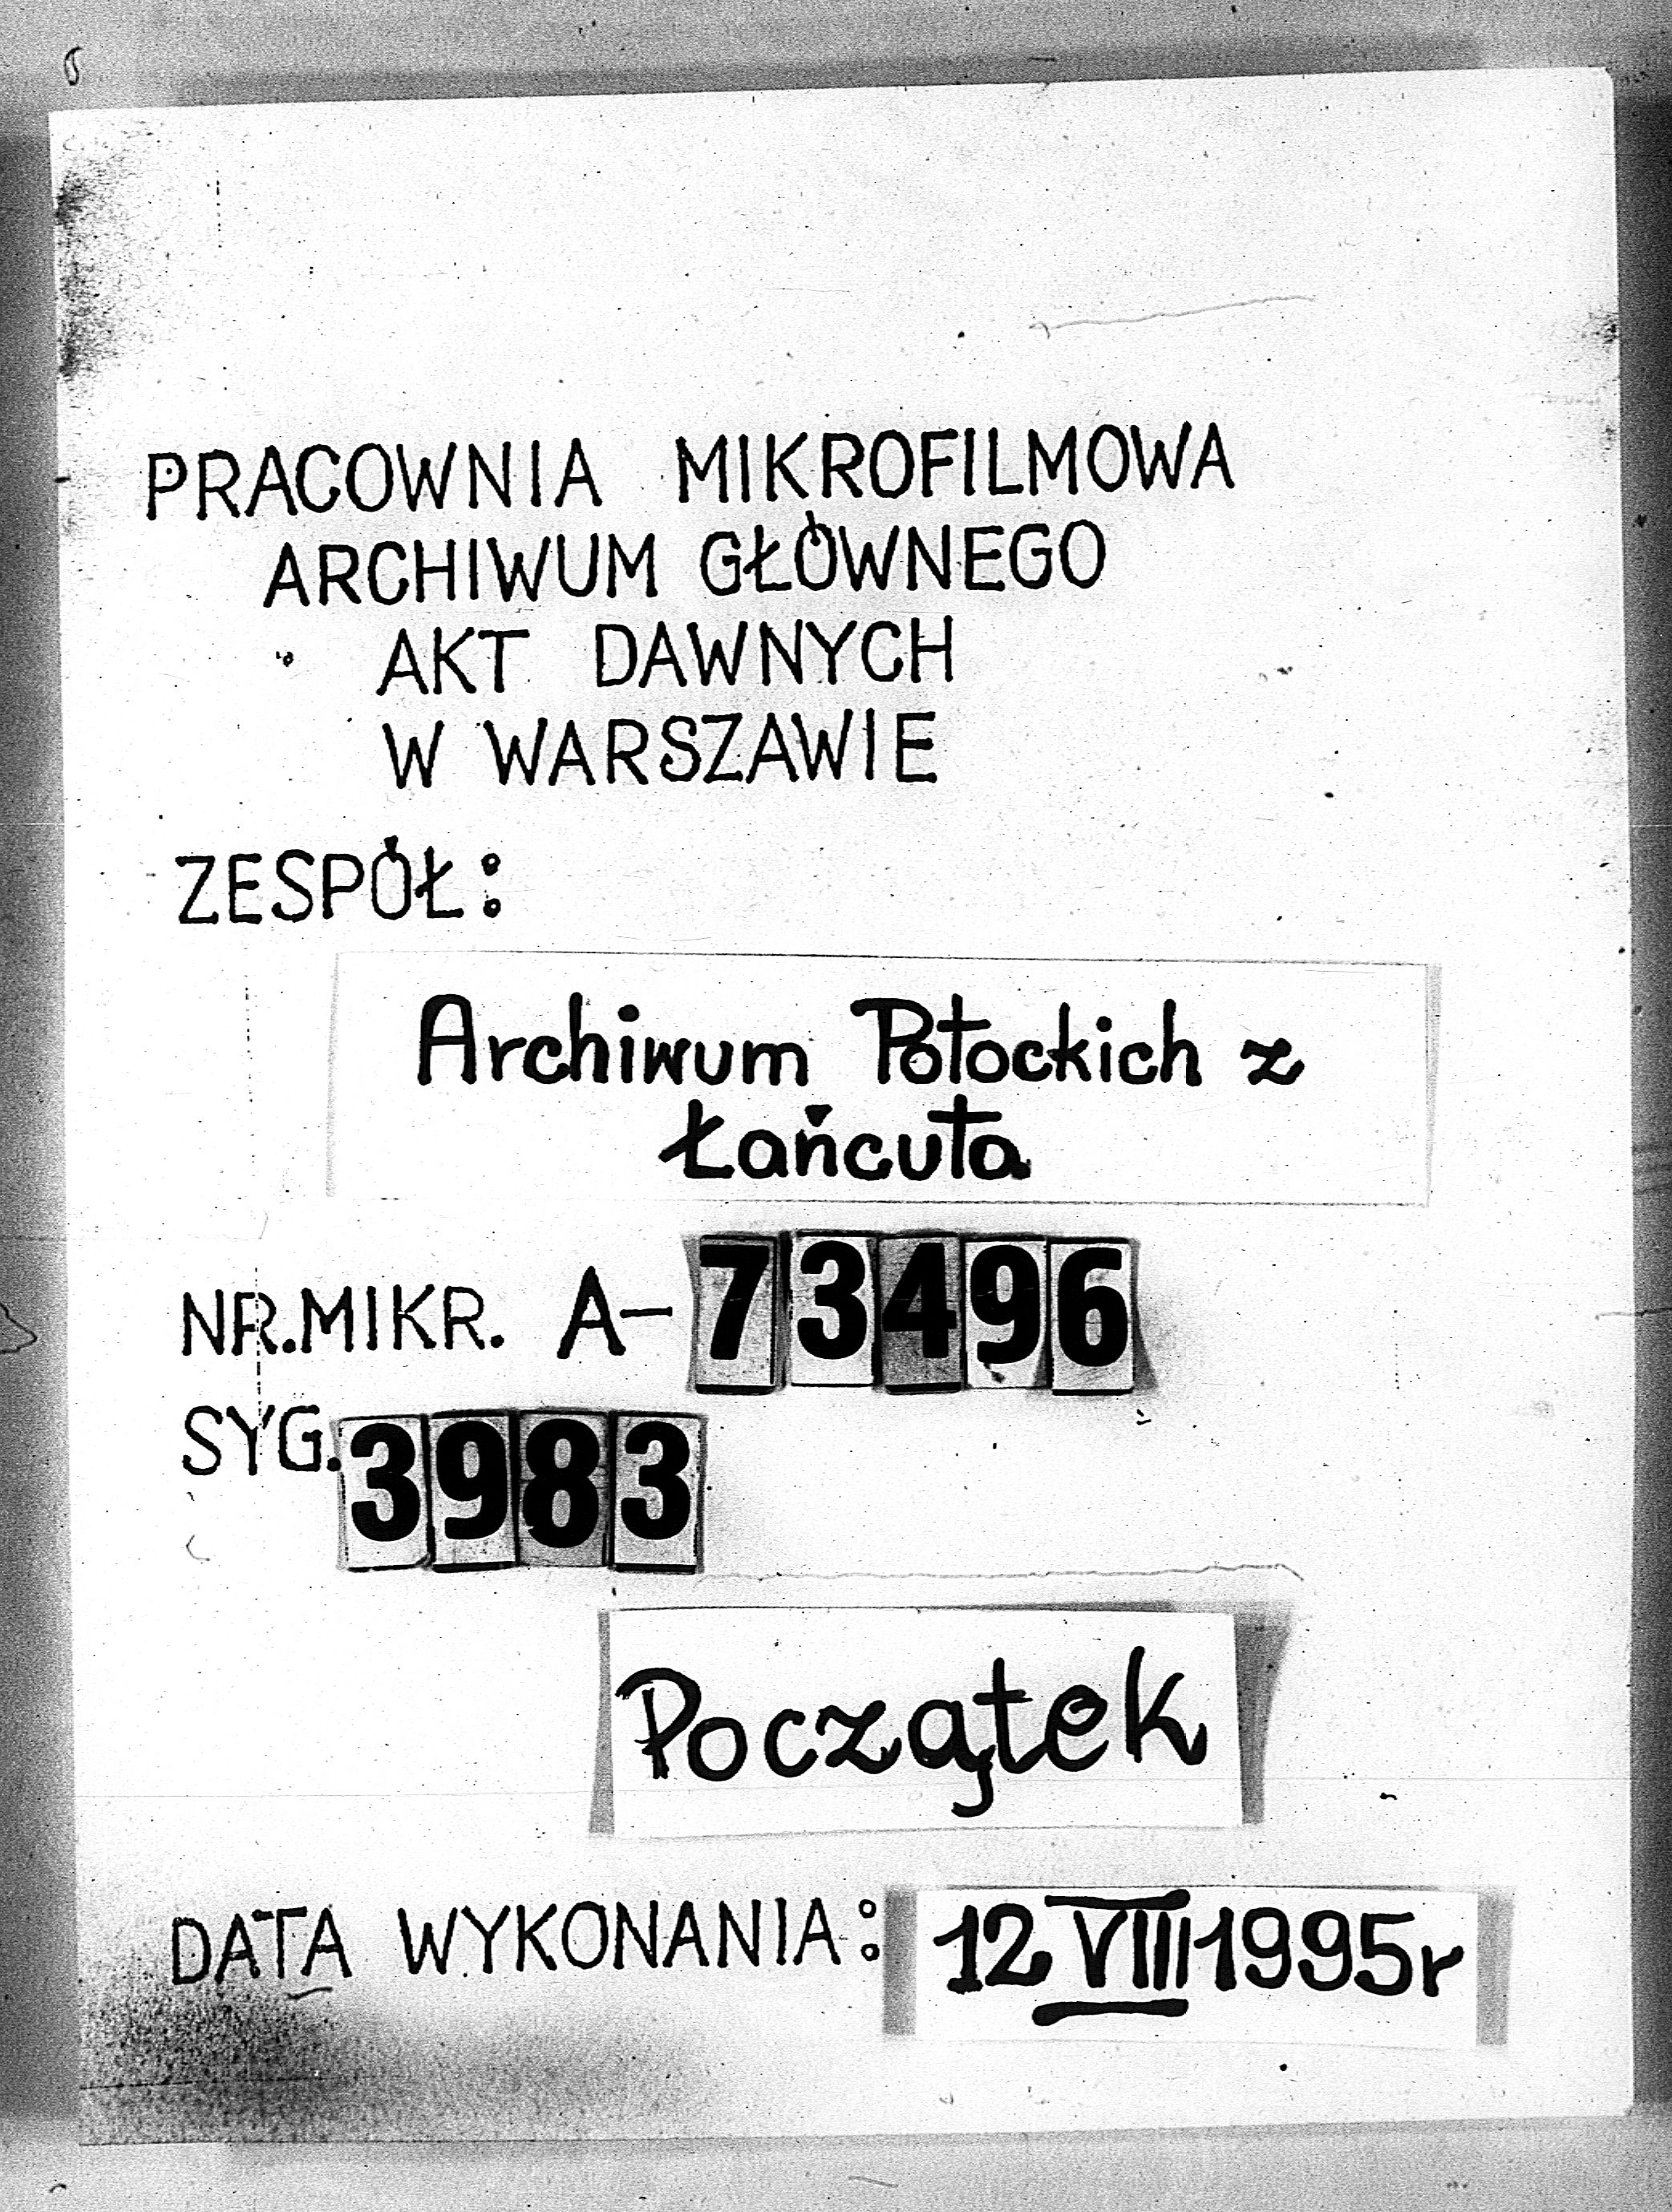 PRACOWNIA MIKROFILMOWA
ARCHIWUM GŁÓWNEGO
AKT DAWNYCH
W WARSZAWIE
ZESPÓŁ:
Archiwum Potockich z
Łańcuta
NR.MIKR. A-73496
SYG.3983
Początek
DATA WYKONANIA: 12 VIII 1995r